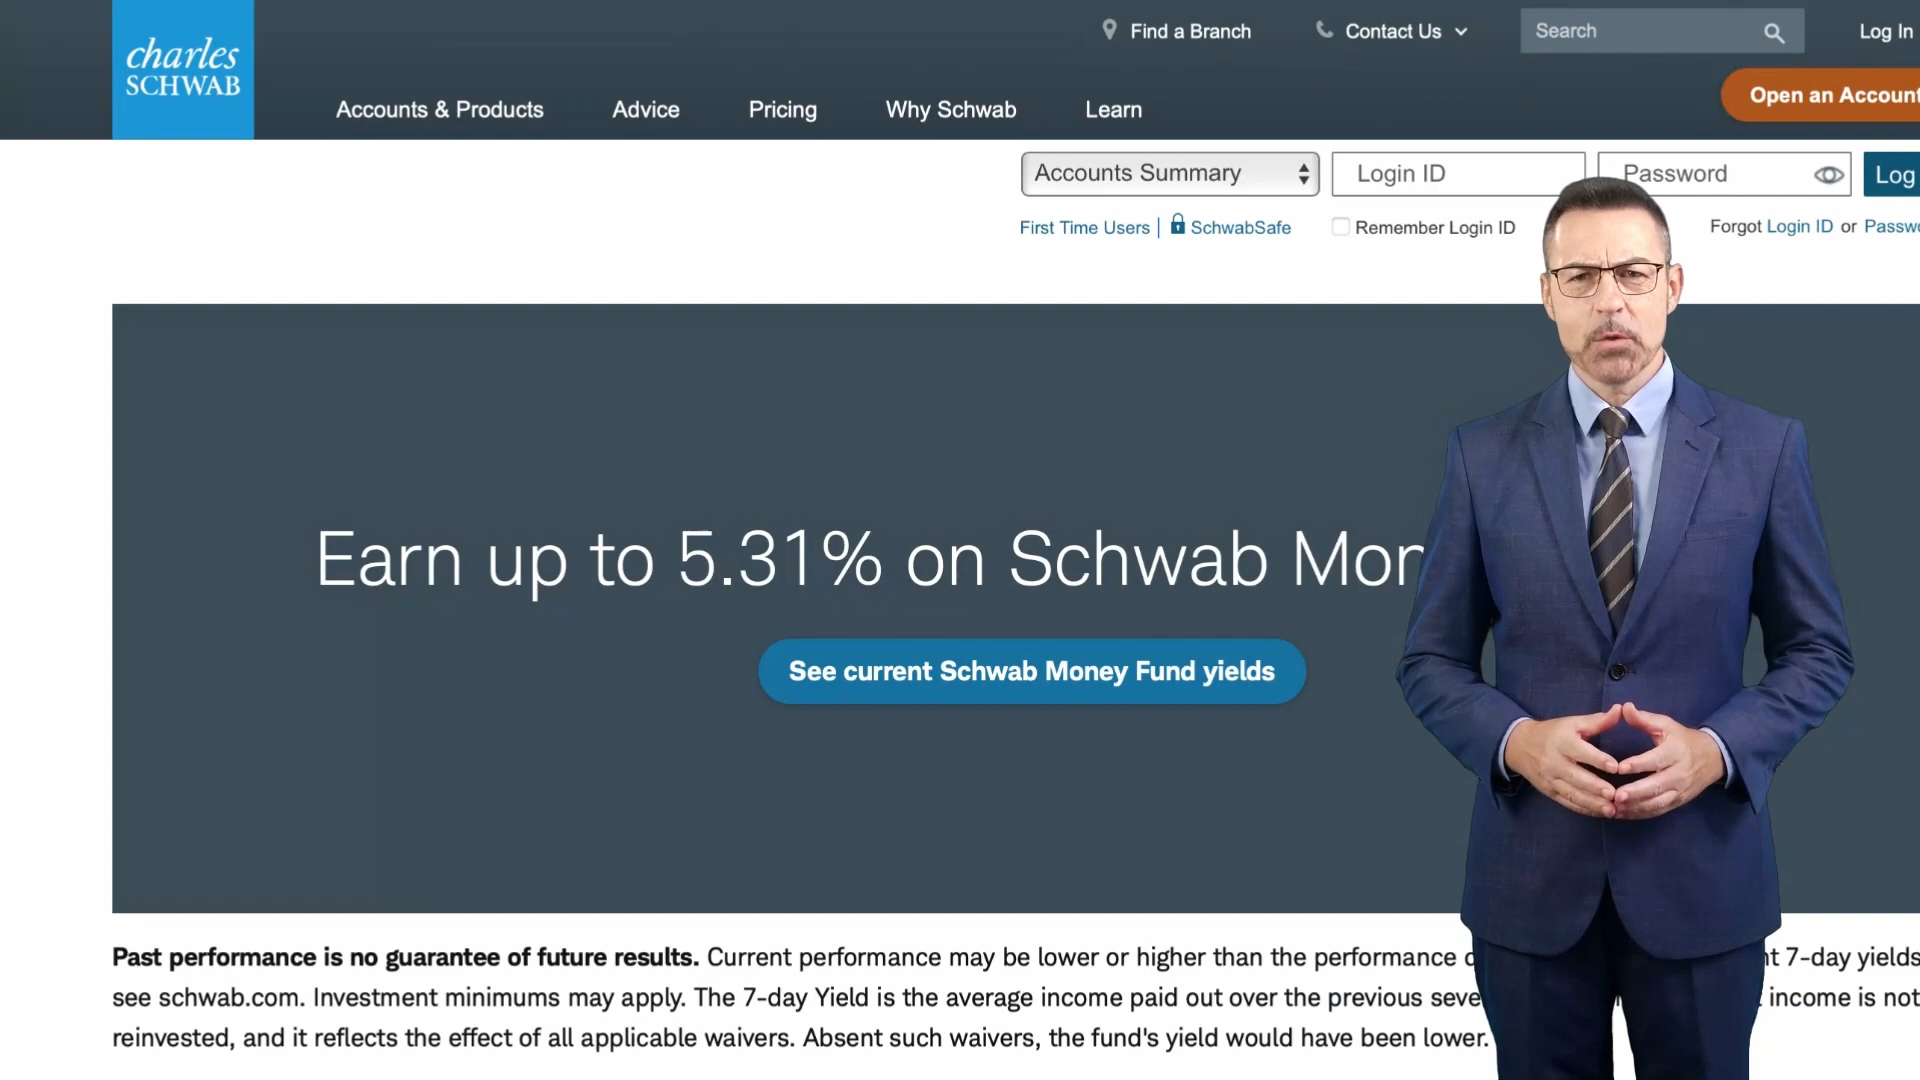 charles
SCHWAB
Find a Branch
Contact Us
Search
Log In
Accounts & Products
Advice
Pricing
Why Schwab
Learn
Open an Account
Accounts Summary
Login ID
Password
Log
First Time Users | SchwabSafe
Remember Login ID
Forgot Login ID or Passwo
Earn up to 5.31% on Schwab Mon
See current Schwab Money Fund yields
Past performance is no guarantee of future results. Current performance may be lower or higher than the performance 7-day yields
see schwab.com. Investment minimums may apply. The 7-day Yield is the average income paid out over the previous seve income is not
reinvested, and it reflects the effect of all applicable waivers. Absent such waivers, the fund's yield would have been lower.